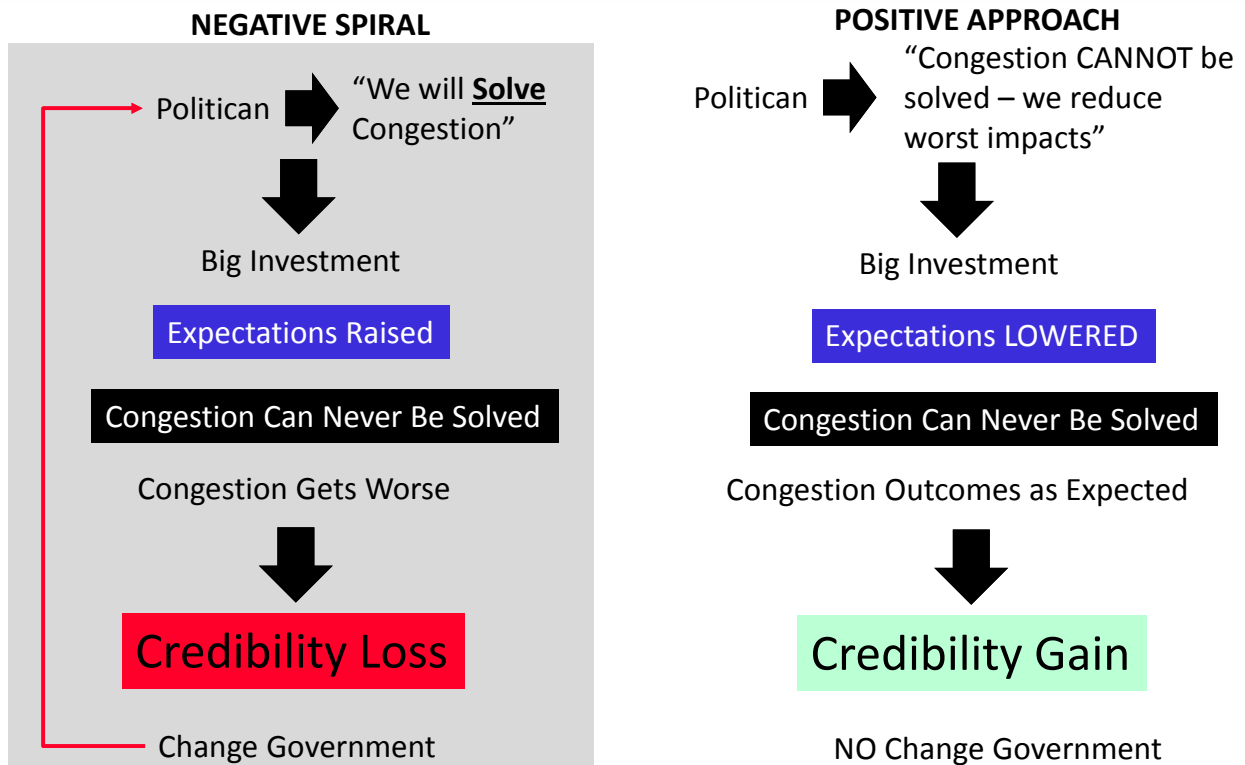 NEGATIVE SPIRAL
Politican
“We will Solve
Congestion”
Big Investment
Expectations Raised
Congestion Can Never Be Solved
Congestion Gets Worse
Credibility Loss
Change Government
POSITIVE APPROACH
Politican
“Congestion CANNOT be
solved – we reduce
worst impacts”
Big Investment
Expectations LOWERED
Congestion Can Never Be Solved
Congestion Outcomes as Expected
Credibility Gain
NO Change Government